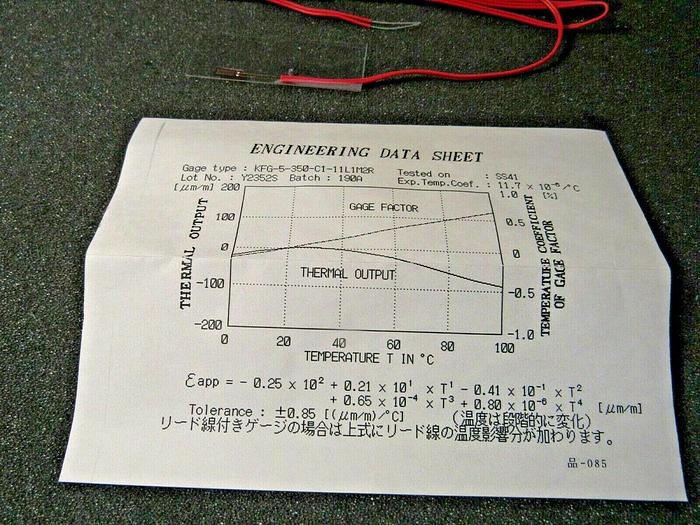 ENGINEERING DATA SHEET
Gage type : KFG-5-350-C1-11L1M2R
Tested on : SS41
Lot No. : Y2352S Batch : 190A
Exp.Temp.Coef. : 11.7 × 10⁻⁶/°C
[μm/m] 200
1.0 [%]
GAGE FACTOR
100
0.5
0
0
THERMAL OUTPUT
-100
-0.5
-200
-1.0
THERMAL OUTPUT
TEMPERATURE COEFFICIENT
OF GAGE FACTOR
0 20 40 60 80 100
TEMPERATURE T IN °C
εapp = - 0.25 × 10² + 0.21 × 10¹ × T¹ - 0.41 × 10⁻¹ × T²
+ 0.65 × 10⁻⁴ × T³ + 0.80 × 10⁻⁶ × T⁴ [μm/m]
Tolerance : ±0.85 [(μm/m)/°C] (温度は段階的に変化)
リード線付きゲージの場合は上式にリード線の温度影響分が加わります。
品-085